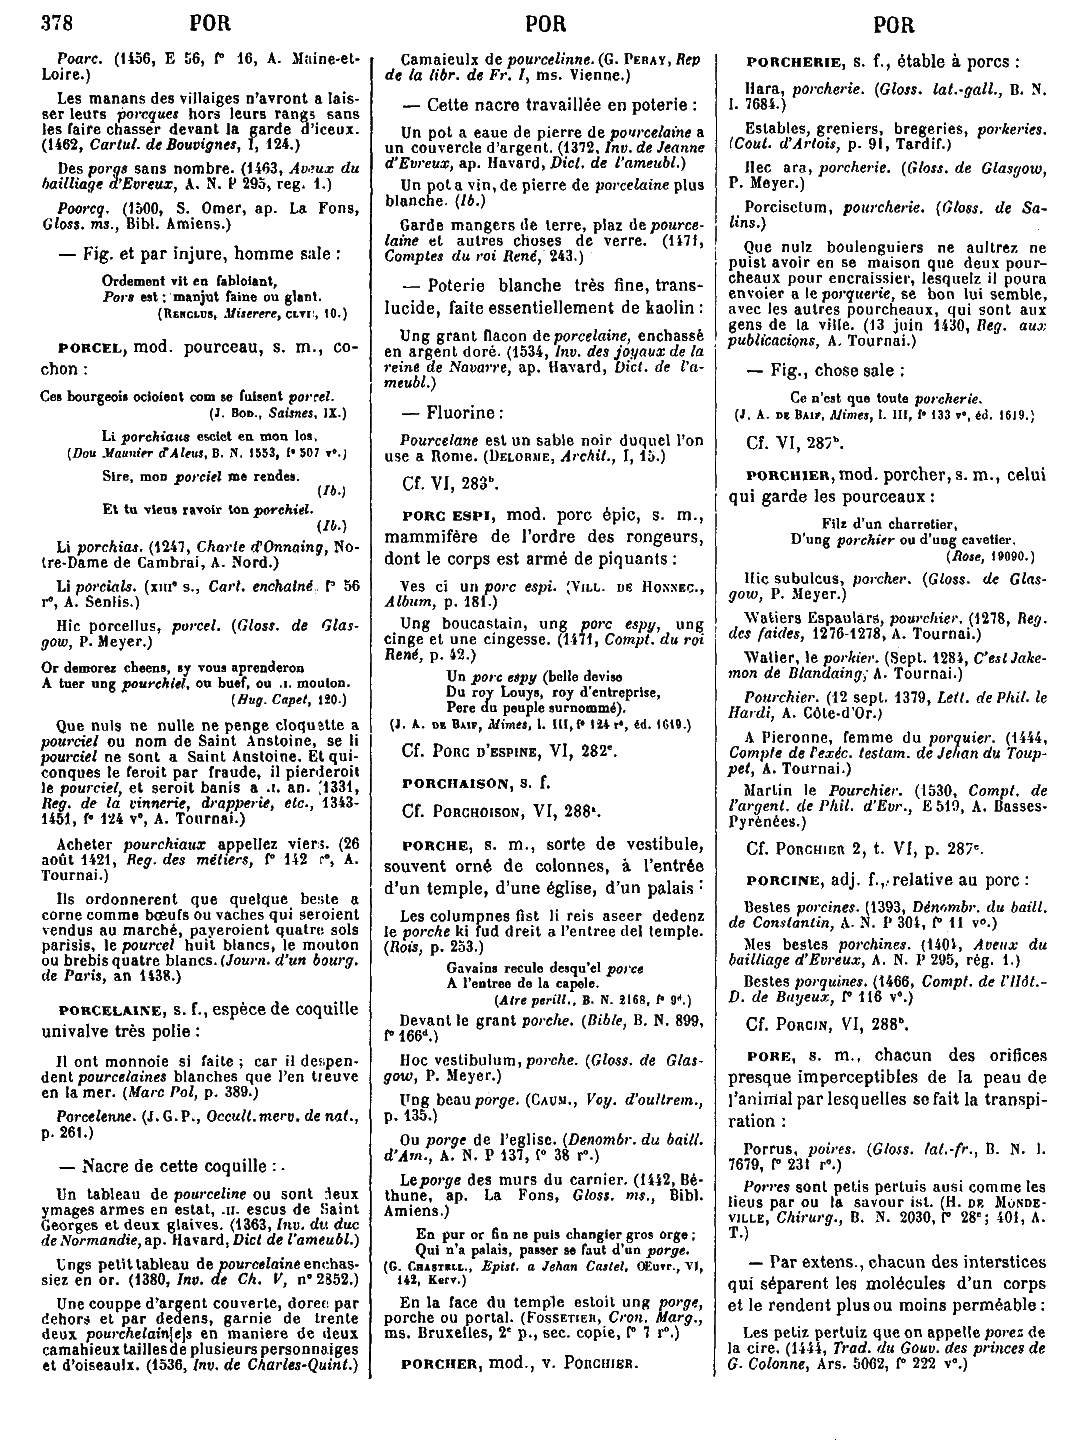 378 POR POR POR
Poarc. (1456, E 56, f° 16, A. Maine-et-
Loire.)
Les manans des villaiges n'avront a lais-
ser leurs porcques hors leurs rangs sans
les faire chasser devant la garde d'iceux.
(1462, Cartul. de Bouvignes, I, 124.)
Des porgs sans nombre. (1463, Aveux du
bailliage d'Evreux, A. N. P 295, reg. 1.)
Poorcq. (1500, S. Omer, ap. La Fons,
Gloss. ms., Bibl. Amiens.)
— Fig. et par injure, homme sale :
Ordement vit en fabloiant,
Pors est ; manjut faine ou glant.
(Renclus, Miserere, 10.)
PORCEL, mod. pourceau, s. m., co-
chon :
Ces bourgeois ocioient com se fuisent porcel.
(J. Bod., Saisnes, IX.)
Li porchiaus esciet en mon los.
(Dou Maunier d'Aleus, B. N. 1553, f° 507 v°.)
Sire, mon porciel me rendes.
(Ib.)
Et tu vieus ravoir ton porchiel.
(Ib.)
Li porchias. (1247, Charte d'Onnaing, No-
tre-Dame de Cambrai, A. Nord.)
Li porcials. (XIIIe s., Cart. enchaîné, f° 56
r°, A. Senlis.)
Hic porcellus, porcel. (Gloss. de Glas-
gow, P. Meyer.)
Or demorez cheens, sy vous aprenderon
A tuer ung pourchiel, ou buef, ou .I. mouton.
(Hug. Capet, 120.)
Que nuls ne nulle ne penge cloquette a
pourciel ou nom de Saint Anstoine, se li
pourciel ne sont a Saint Anstoine. Et qui-
conques le feroit par fraude, il pierderoit
le pourciel, et seroit banis a .I. an. (1331,
Reg. de la vinnerie, drapperie, etc., 1343-
1451, f° 124 v°, A. Tournai.)
Acheter pourchiaux appellez viers. (26
août 1421, Reg. des métiers, f° 142 r°, A.
Tournai.)
Ils ordonnerent que quelque beste a
corne comme bœufs ou vaches qui seroient
vendus au marché, payeroient quatre sols
parisis, le pourcel huit blancs, le mouton
ou brebis quatre blancs. (Journ. d'un bourg.
de Paris, an 1438.)
PORCELAINE, s. f., espèce de coquille
univalve très polie :
Il ont monnoie si faite ; car il despen-
dent pourcelaines blanches que l'en treuve
en la mer. (Marc Pol, p. 389.)
Porcelenne. (J. G. P., Occult. merv. de nat.,
p. 261.)
— Nacre de cette coquille :
Un tableau de pourceline ou sont deux
ymages armes en estat, .II. escus de Saint
Georges et deux glaives. (1363, Inv. du duc
de Normandie, ap. Havard, Dict de l'ameubl.)
Ungs petit tableau de pourcelaine enchas-
siez en or. (1380, Inv. de Ch. V, n° 2352.)
Une couppe d'argent couverte, doree par
dehors et par dedens, garnie de trente
deux pourchelain[e]s en maniere de deux
camahieux tailles de plusieurs personnaiges
et d'oiseaulx. (1536, Inv. de Charles-Quint.)
Camaieulx de pourcelinne. (G. Peray, Rep
de la libr. de Fr. I, ms. Vienne.)
— Cette nacre travaillée en poterie :
Un pot a eaue de pierre de pourcelaine a
un couvercle d'argent. (1372, Inv. de Jeanne
d'Evreux, ap. Havard, Dict. de l'ameubl.)
Un pot a vin, de pierre de porcelaine plus
blanche. (Ib.)
Garde mangers de terre, plaz de pource-
laine et autres choses de verre. (1471,
Comptes du roi René, 243.)
— Poterie blanche très fine, trans-
lucide, faite essentiellement de kaolin :
Ung grant flacon de porcelaine, enchassé
en argent doré. (1534, Inv. des joyaux de la
reine de Navarre, ap. Havard, Dict. de l'a-
meubl.)
— Fluorine :
Pourcelane est un sable noir duquel l'on
use a Rome. (Delorme, Archit., I, 15.)
Cf. VI, 283b.
PORC ESPI, mod. porc épic, s. m.,
mammifère de l'ordre des rongeurs,
dont le corps est armé de piquants :
Ves ci un porc espi. (Vill. de Honnec.,
Album, p. 181.)
Ung boucastain, ung porc espy, ung
cinge et une cingesse. (1471, Compt. du roi
René, p. 42.)
Un porc espy (belle devise
Du roy Louys, roy d'entreprise,
Pere du peuple surnommé).
(J. A. de Baif, Mimes, l. III, f° 124 r°, éd. 1619.)
Cf. Porc d'espine, VI, 282c.
PORCHAISON, s. f.
Cf. Porchoison, VI, 288a.
PORCHE, s. m., sorte de vestibule,
souvent orné de colonnes, à l'entrée
d'un temple, d'une église, d'un palais :
Les columpnes fist li reis aseer dedenz
le porche ki fud dreit a l'entree del temple.
(Rois, p. 253.)
Gavains recule desqu'el porce
A l'entree de la capele.
(Atre perill., B. N. 2168, f° 9d.)
Devant le grant porche. (Bible, B. N. 899,
f° 166d.)
Hoc vestibulum, porche. (Gloss. de Glas-
gow, P. Meyer.)
Ung beau porge. (Caum., Voy. d'oultrem.,
p. 135.)
Ou porge de l'eglise. (Denombr. du baill.
d'Am., A. N. P 137, f° 38 r°.)
Le porge des murs du carnier. (1442, Bé-
thune, ap. La Fons, Gloss. ms., Bibl.
Amiens.)
En pur or fin ne puis changier gros orge ;
Qui n'a palais, passer se faut d'un porge.
(G. Chastell., Epist. a Jehan Castel, Œuvr., VI,
142, Kerv.)
En la face du temple estoit ung porge,
porche ou portal. (Fossetier, Cron. Marg.,
ms. Bruxelles, 2e p., sec. copie, f° 7 r°.)
PORCHER, mod., v. Porchier.
PORCHERIE, s. f., étable à porcs :
Hara, porcherie. (Gloss. lat.-gall., B. N.
l. 7684.)
Estables, greniers, bregeries, porkeries.
(Cout. d'Artois, p. 91, Tardif.)
Hec ara, porcherie. (Gloss. de Glasgow,
P. Meyer.)
Porcisctum, pourcherie. (Gloss. de Sa-
lins.)
Que nulz boulenguiers ne aultrez ne
puist avoir en se maison que deux pour-
cheaux pour encraissier, lesquelz il poura
envoier a le porquerie, se bon lui semble,
avec les autres pourcheaux, qui sont aux
gens de la ville. (13 juin 1430, Reg. aux
publicacions, A. Tournai.)
— Fig., chose sale :
Ce n'est que toute porcherie.
(J. A. de Baif, Mimes, l. III, f° 133 v°, éd. 1619.)
Cf. VI, 287b.
PORCHIER, mod. porcher, s. m., celui
qui garde les pourceaux :
Filz d'un charretier,
D'ung porchier ou d'ung cavetier.
(Rose, 19090.)
Hic subulcus, porcher. (Gloss. de Glas-
gow, P. Meyer.)
Watiers Espaulars, pourchier. (1278, Reg.
des faides, 1276-1278, A. Tournai.)
Watier, le porkier. (Sept. 1284, C'est Jake-
mon de Blandaing, A. Tournai.)
Pourchier. (12 sept. 1379, Lett. de Phil. le
Hardi, A. Côte-d'Or.)
A Pieronne, femme du porquier. (1444,
Compte de l'exéc. testam. de Jehan du Toup-
pet, A. Tournai.)
Martin le Pourchier. (1530, Compt. de
l'argent. de Phil. d'Evr., E 519, A. Basses-
Pyrénées.)
Cf. Porchier 2, t. VI, p. 287c.
PORCINE, adj. f., relative au porc :
Bestes porcines. (1393, Dénombr. du baill.
de Constantin, A. N. P 304, f° 11 v°.)
Mes bestes porchines. (1401, Aveux du
bailliage d'Evreux, A. N. P 295, rég. 1.)
Bestes porquines. (1466, Compt. de l'Hôt.-
D. de Bayeux, f° 116 v°.)
Cf. Porcin, VI, 288b.
PORE, s. m., chacun des orifices
presque imperceptibles de la peau de
l'animal par lesquelles se fait la transpi-
ration :
Porrus, poires. (Gloss. lat.-fr., B. N. l.
7679, f° 231 r°.)
Porres sont petis pertuis ausi comme les
lieus par ou la savour ist. (H. de Monde-
ville, Chirurg., B. N. 2030, f° 28c ; 401, A.
T.)
— Par extens., chacun des interstices
qui séparent les molécules d'un corps
et le rendent plus ou moins perméable :
Les petiz pertuiz que on appelle porez de
la cire. (1444, Trad. du Gouv. des princes de
G. Colonne, Ars. 5062, f° 222 v°.)